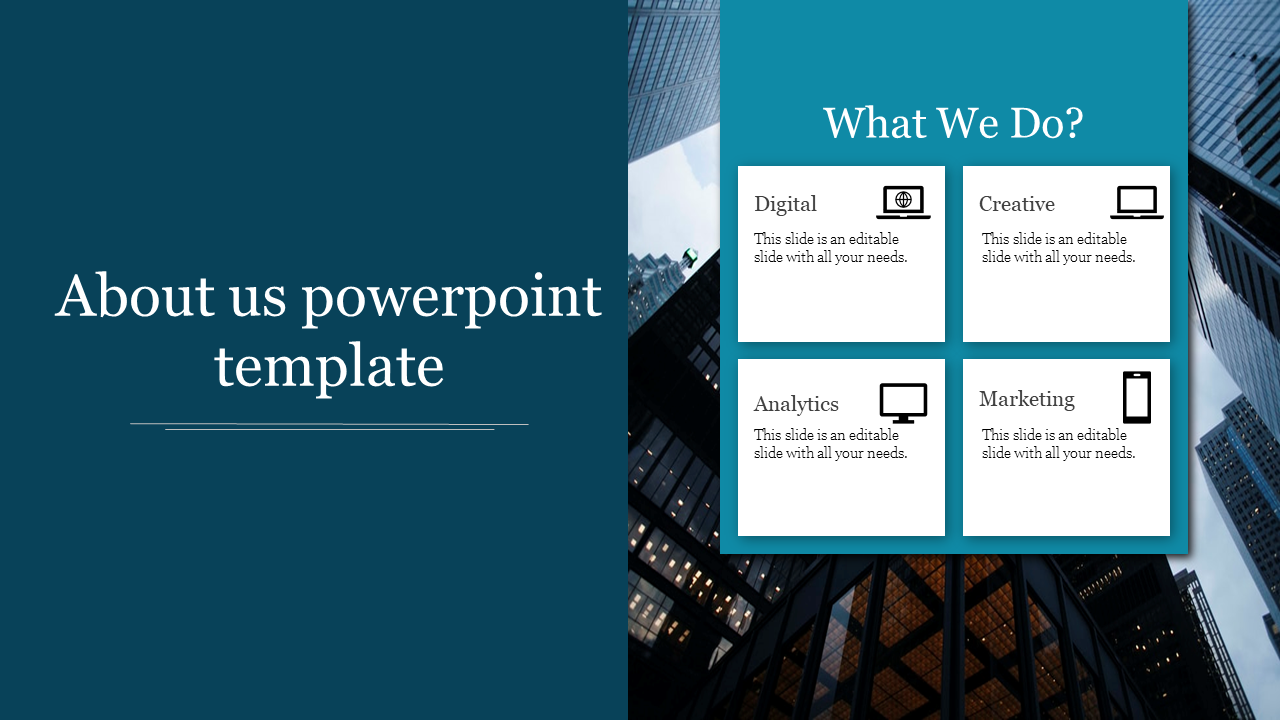 About us powerpoint
template
What We Do?
Digital
This slide is an editable
slide with all your needs.
Creative
This slide is an editable
slide with all your needs.
Analytics
This slide is an editable
slide with all your needs.
Marketing
This slide is an editable
slide with all your needs.